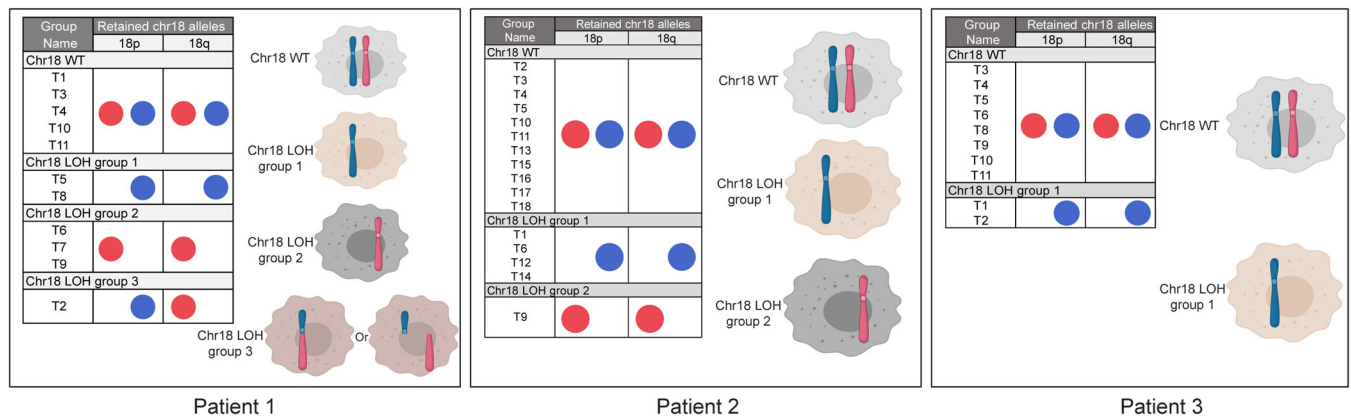 Group Name
Retained chr18 alleles
18p 18q
Chr18 WT
T1
T3
T4
T10
T11
Chr18 LOH group 1
T5
T8
Chr18 LOH group 2
T6
T7
T9
Chr18 LOH group 3
T2
Chr18 WT
Chr18 LOH
group 1
Chr18 LOH
group 2
Chr18 LOH
group 3
Or
Patient 1
Group Name
Retained chr18 alleles
18p 18q
Chr18 WT
T2
T3
T4
T5
T10
T11
T13
T15
T16
T17
T18
Chr18 LOH group 1
T1
T6
T12
T14
Chr18 LOH group 2
T9
Chr18 WT
Chr18 LOH
group 1
Chr18 LOH
group 2
Patient 2
Group Name
Retained chr18 alleles
18p 18q
Chr18 WT
T3
T4
T5
T6
T8
T9
T10
T11
Chr18 LOH group 1
T1
T2
Chr18 WT
Chr18 LOH
group 1
Patient 3